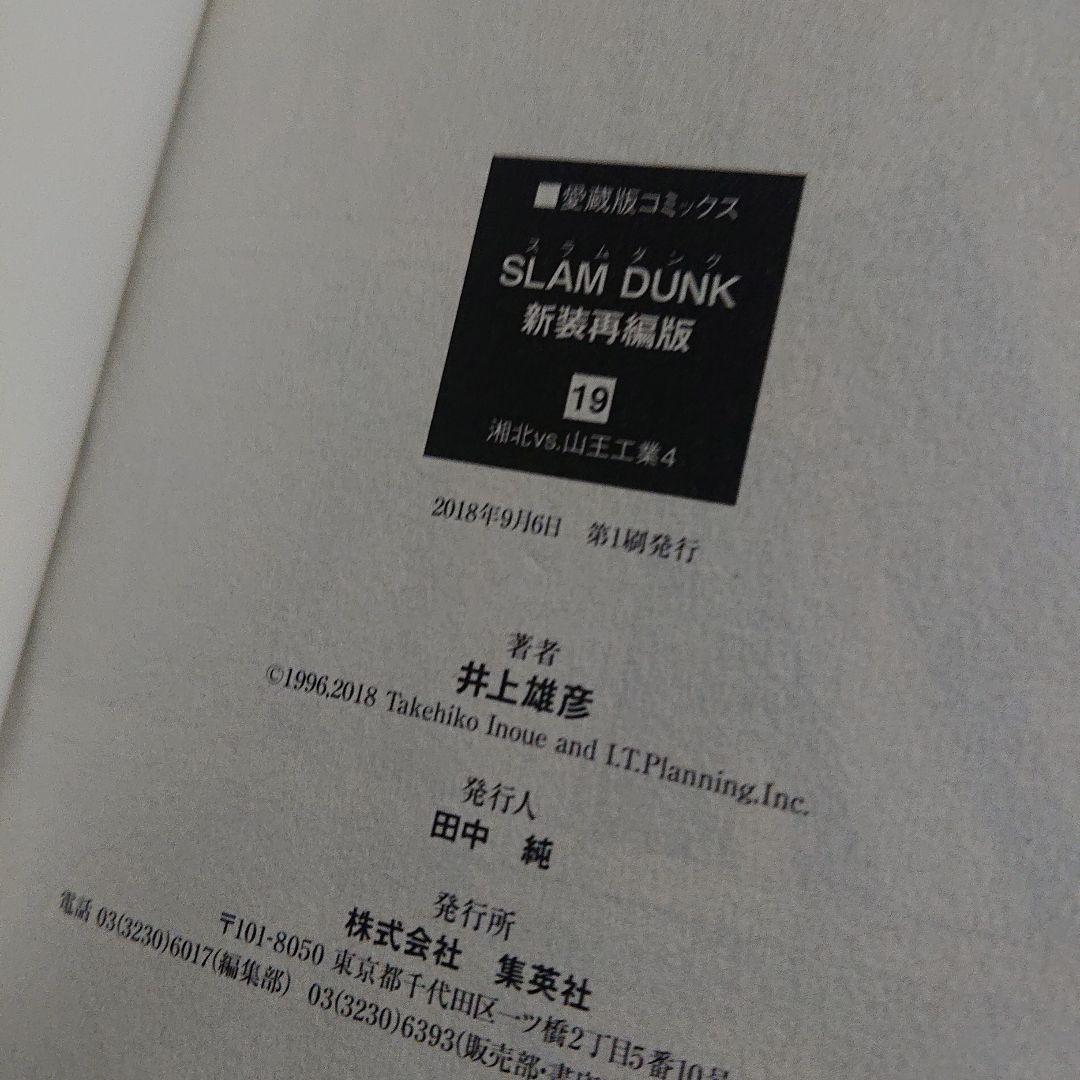 ■愛蔵版コミックス
スラムダンク
SLAM DUNK
新装再編版
19
湘北vs.山王工業4
2018年9月6日 第1刷発行
著者
井上雄彦
©1996,2018 Takehiko Inoue and I.T.Planning,Inc.
発行人
田中 純
発行所
株式会社 集英社
〒101-8050 東京都千代田区一ツ橋2丁目5番10号
電話 03(3230)6017(編集部) 03(3230)6393(販売部・書店